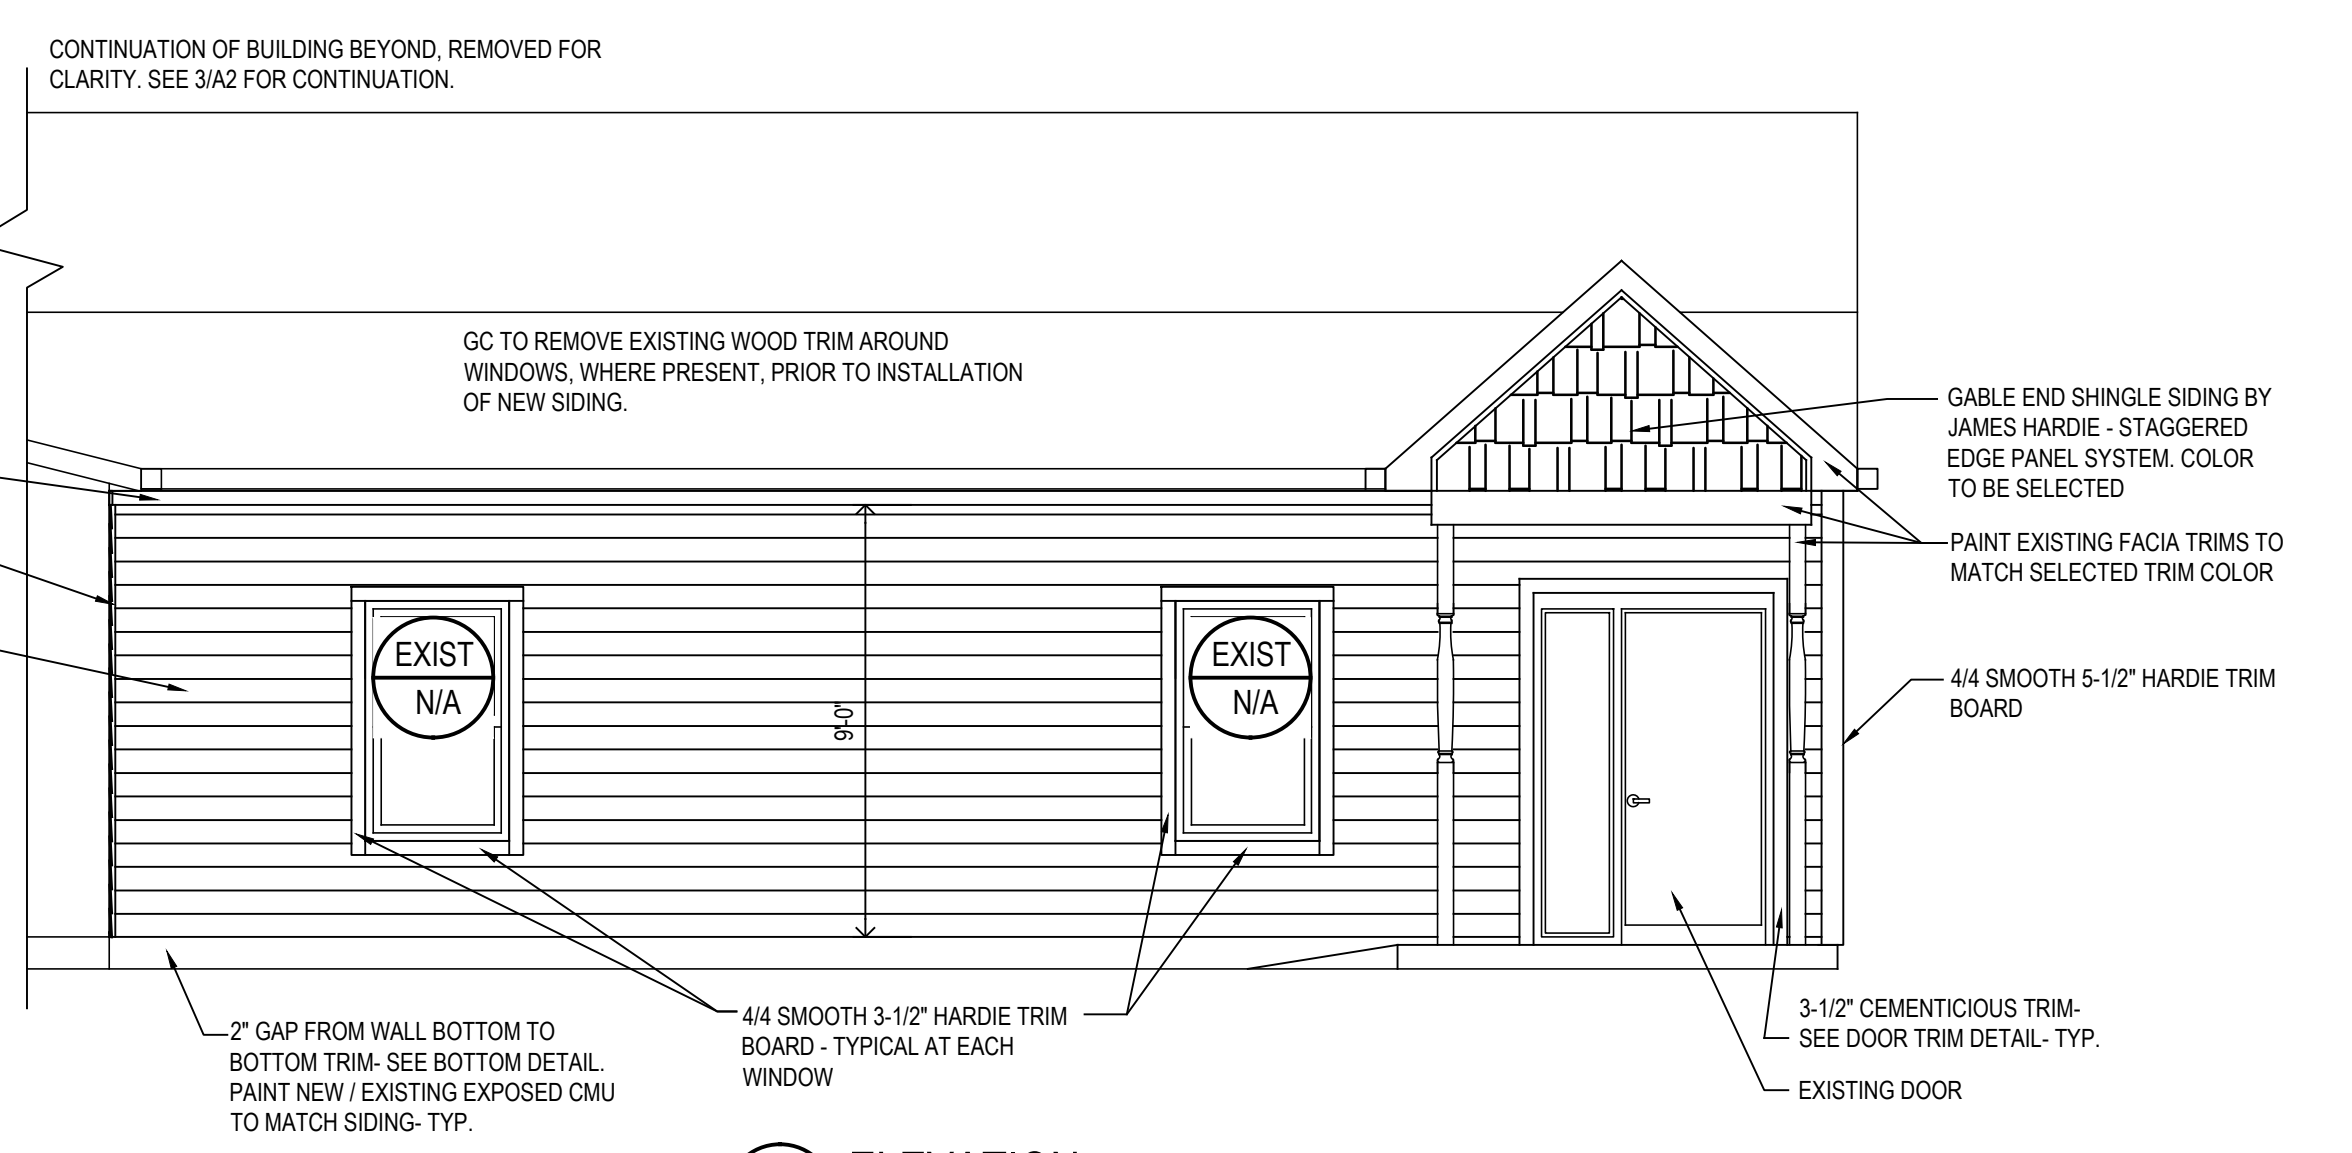 CONTINUATION OF BUILDING BEYOND, REMOVED FOR
CLARITY. SEE 3/A2 FOR CONTINUATION.
GC TO REMOVE EXISTING WOOD TRIM AROUND
WINDOWS, WHERE PRESENT, PRIOR TO INSTALLATION
OF NEW SIDING.
GABLE END SHINGLE SIDING BY
JAMES HARDIE - STAGGERED
EDGE PANEL SYSTEM. COLOR
TO BE SELECTED
PAINT EXISTING FACIA TRIMS TO
MATCH SELECTED TRIM COLOR
EXIST
N/A
EXIST
N/A
9'-0"
4/4 SMOOTH 5-1/2" HARDIE TRIM
BOARD
2" GAP FROM WALL BOTTOM TO
BOTTOM TRIM- SEE BOTTOM DETAIL.
PAINT NEW / EXISTING EXPOSED CMU
TO MATCH SIDING- TYP.
4/4 SMOOTH 3-1/2" HARDIE TRIM
BOARD - TYPICAL AT EACH
WINDOW
3-1/2" CEMENTICIOUS TRIM-
SEE DOOR TRIM DETAIL- TYP.
EXISTING DOOR
ELEVATION